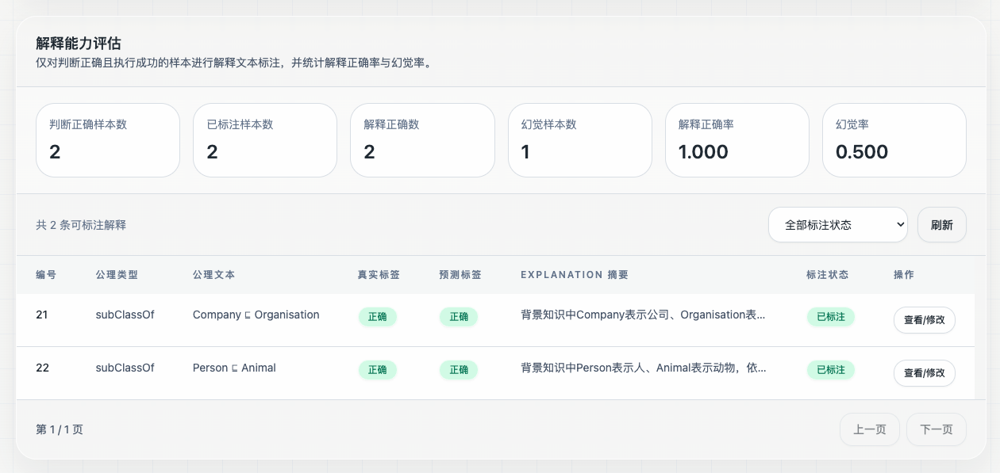 解释能力评估
仅对判断正确且执行成功的样本进行解释文本标注，并统计解释正确率与幻觉率。
判断正确样本数 已标注样本数 解释正确数 幻觉样本数 解释正确率 幻觉率
2 2 2 1 1.000 0.500
共 2 条可标注解释 全部标注状态 刷新
编号 公理类型 公理文本 真实标签 预测标签 EXPLANATION 摘要 标注状态 操作
21 subClassOf Company ⊑ Organisation 正确 正确 背景知识中Company表示公司、Organisation表... 已标注 查看/修改
22 subClassOf Person ⊑ Animal 正确 正确 背景知识中Person表示人、Animal表示动物，依... 已标注 查看/修改
第 1 / 1 页 上一页 下一页